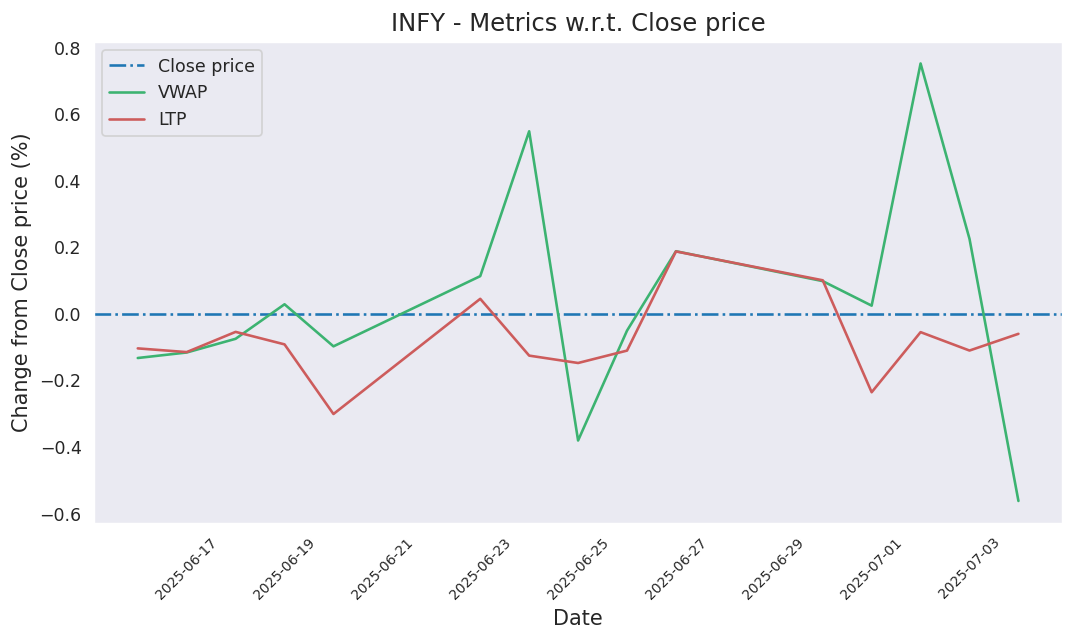 INFY - Metrics w.r.t. Close price
Close price
VWAP
LTP
Change from Close price (%)
0.8
0.6
0.4
0.2
0.0
−0.2
−0.4
−0.6
2025-06-17
2025-06-19
2025-06-21
2025-06-23
2025-06-25
2025-06-27
2025-06-29
2025-07-01
2025-07-03
Date